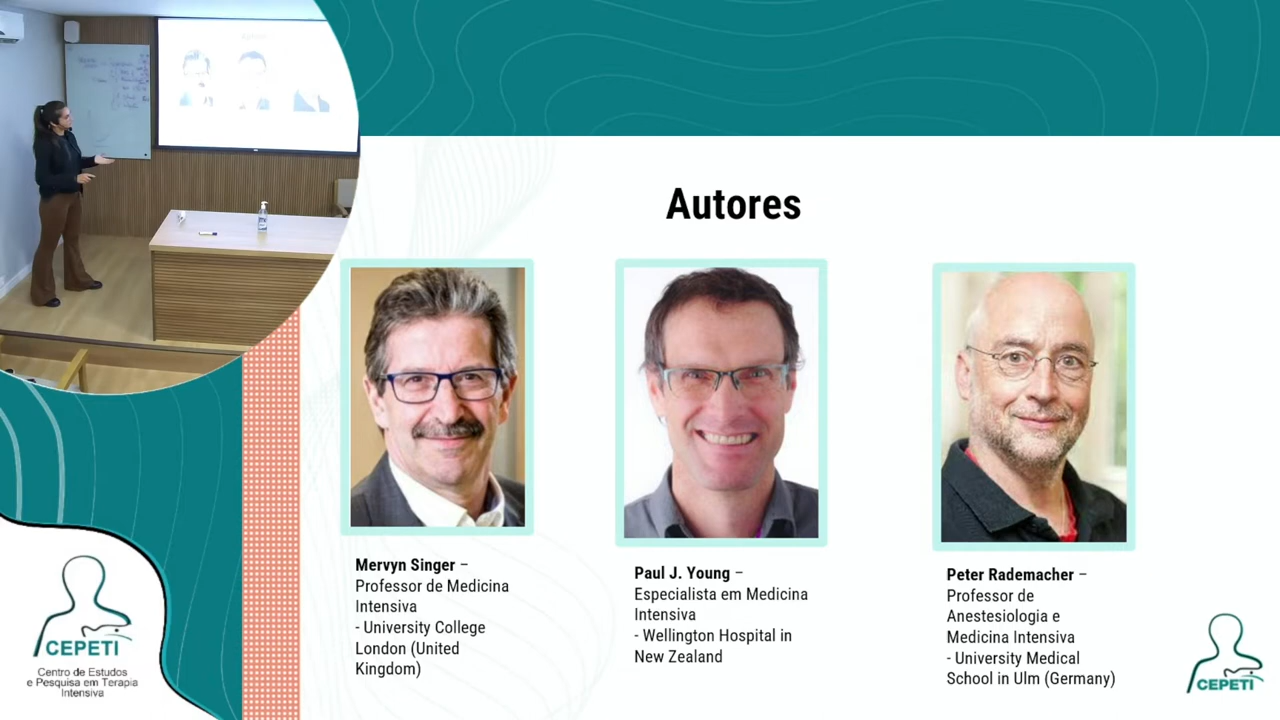 Autores
Mervyn Singer –
Professor de Medicina
Intensiva
- University College
London (United
Kingdom)
Paul J. Young –
Especialista em Medicina
Intensiva
- Wellington Hospital in
New Zealand
Peter Rademacher –
Professor de
Anestesiologia e
Medicina Intensiva
- University Medical
School in Ulm (Germany)
CEPETI
Centro de Estudos
e Pesquisa em Terapia
Intensiva
CEPETI